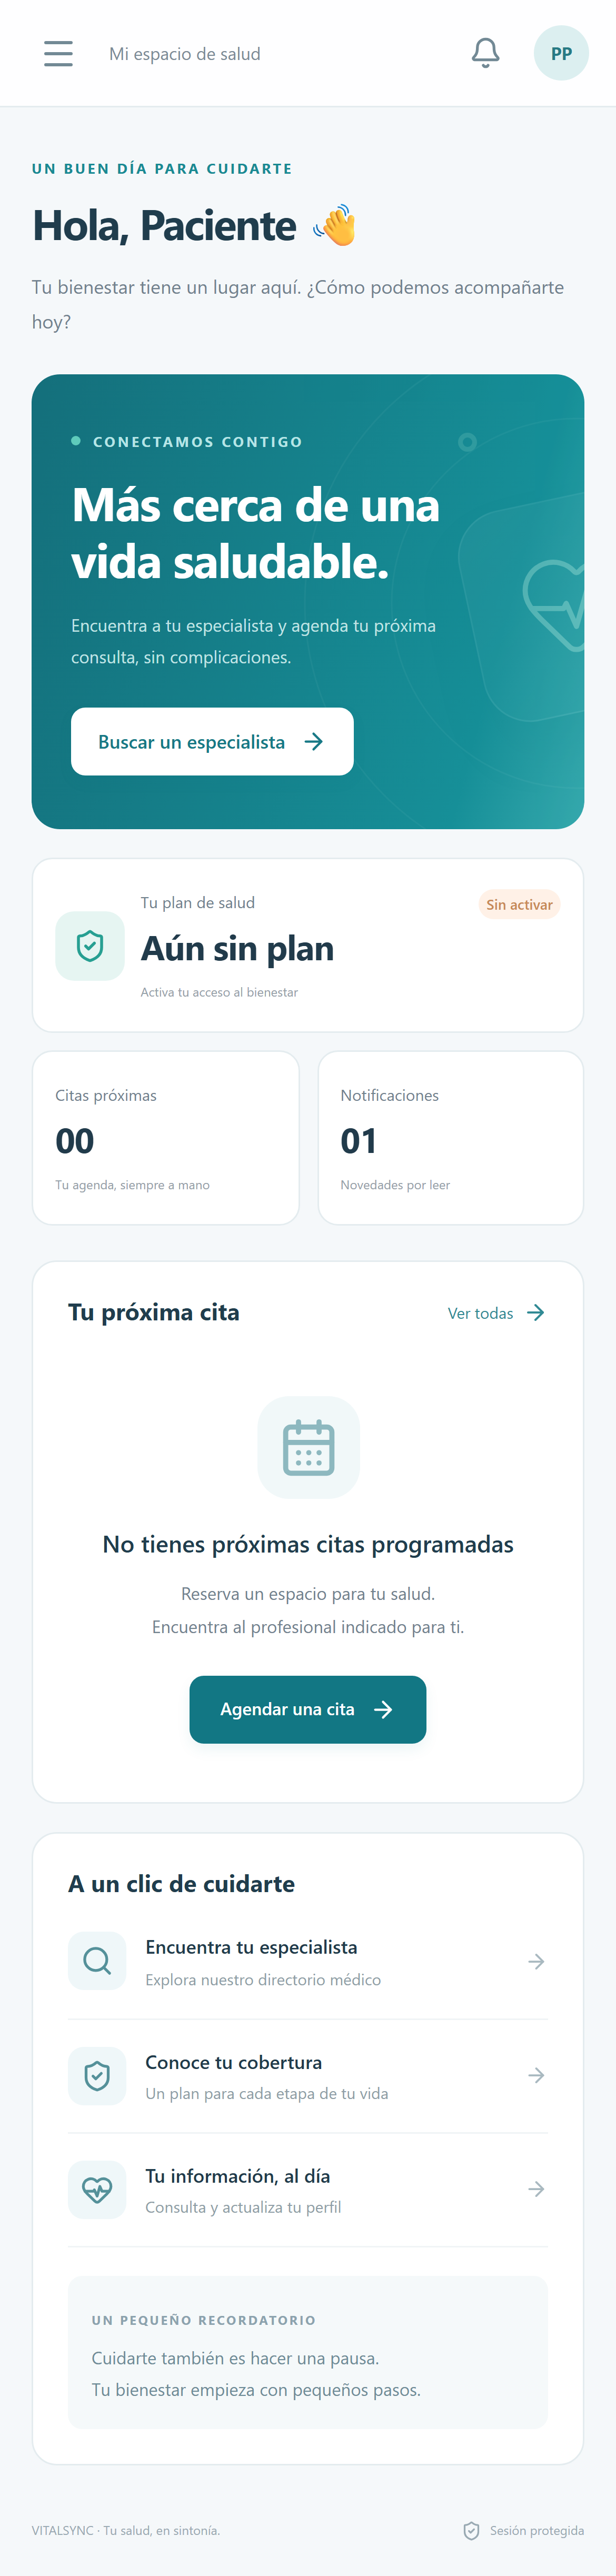 Mi espacio de salud
PP
UN BUEN DÍA PARA CUIDARTE
Hola, Paciente 👋
Tu bienestar tiene un lugar aquí. ¿Cómo podemos acompañarte
hoy?
CONECTAMOS CONTIGO
Más cerca de una
vida saludable.
Encuentra a tu especialista y agenda tu próxima
consulta, sin complicaciones.
Buscar un especialista
Tu plan de salud
Sin activar
Aún sin plan
Activa tu acceso al bienestar
Citas próximas
00
Tu agenda, siempre a mano
Notificaciones
01
Novedades por leer
Tu próxima cita
Ver todas
No tienes próximas citas programadas
Reserva un espacio para tu salud.
Encuentra al profesional indicado para ti.
Agendar una cita
A un clic de cuidarte
Encuentra tu especialista
Explora nuestro directorio médico
Conoce tu cobertura
Un plan para cada etapa de tu vida
Tu información, al día
Consulta y actualiza tu perfil
UN PEQUEÑO RECORDATORIO
Cuidarte también es hacer una pausa.
Tu bienestar empieza con pequeños pasos.
VITALSYNC · Tu salud, en sintonía.
Sesión protegida